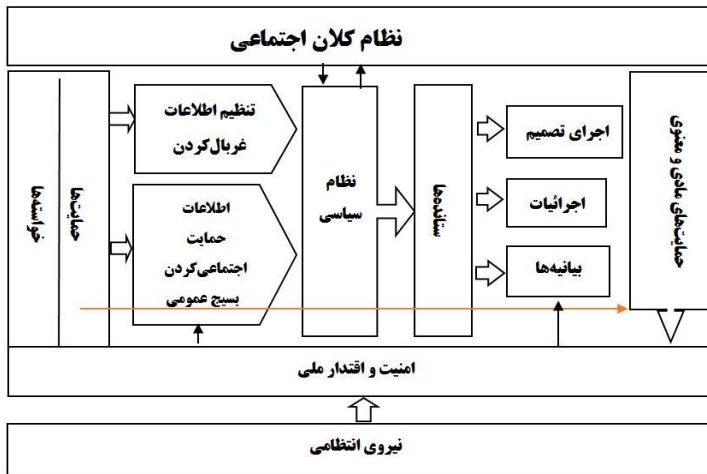 نظام کلان اجتماعی
خواسته‌ها
حمایت‌ها
تنظیم اطلاعات
غربال‌کردن
اطلاعات
حمایت
اجتماعی‌کردن
بسیج عمومی
نظام
سیاسی
ستانده‌ها
اجرای تصمیم
اجرائیات
بیانیه‌ها
حمایت‌های مادی و معنوی
امنیت و اقتدار ملی
نیروی انتظامی